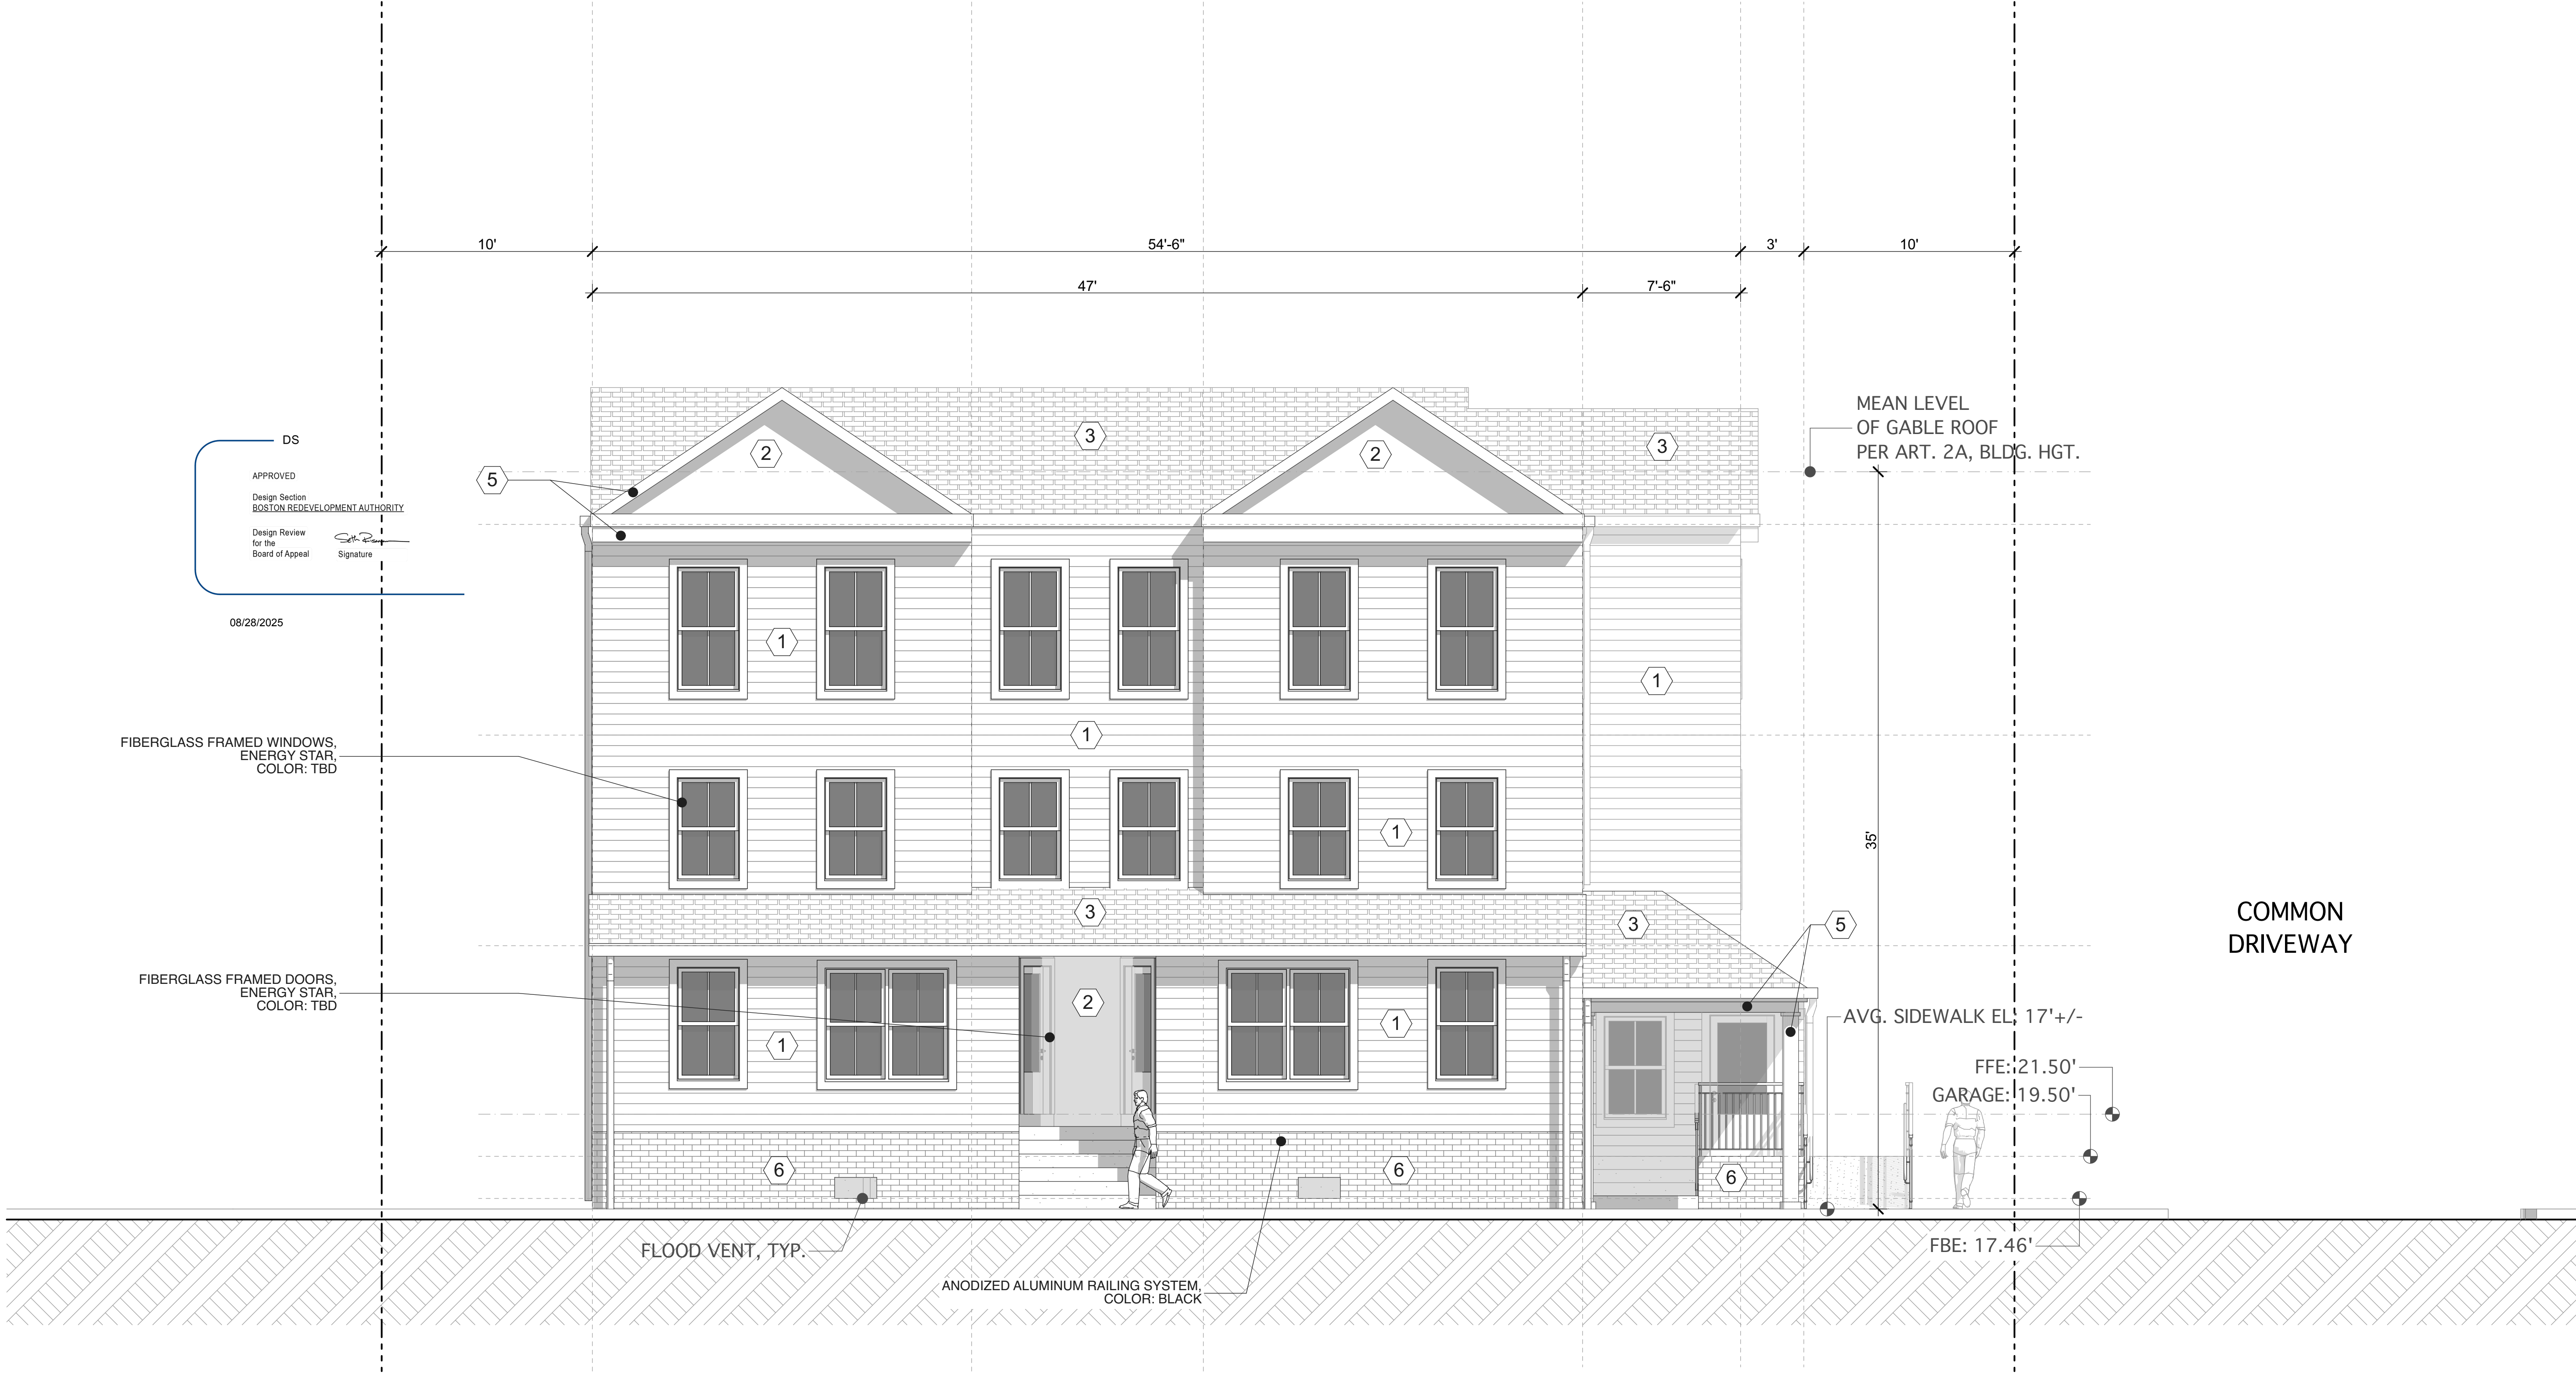 10'
54'-6"
3'
10'
47'
7'-6"
MEAN LEVEL
OF GABLE ROOF
PER ART. 2A, BLDG. HGT.
DS
APPROVED
Design Section
BOSTON REDEVELOPMENT AUTHORITY
Design Review
for the
Board of Appeal
Signature
08/28/2025
3
2
2
3
5
1
1
1
FIBERGLASS FRAMED WINDOWS,
ENERGY STAR,
COLOR: TBD
1
35'
3
3
5
COMMON
DRIVEWAY
FIBERGLASS FRAMED DOORS,
ENERGY STAR,
COLOR: TBD
2
1
1
AVG. SIDEWALK EL: 17'+/-
FFE: 21.50'
GARAGE: 19.50'
6
6
6
FLOOD VENT, TYP.
FBE: 17.46'
ANODIZED ALUMINUM RAILING SYSTEM,
COLOR: BLACK